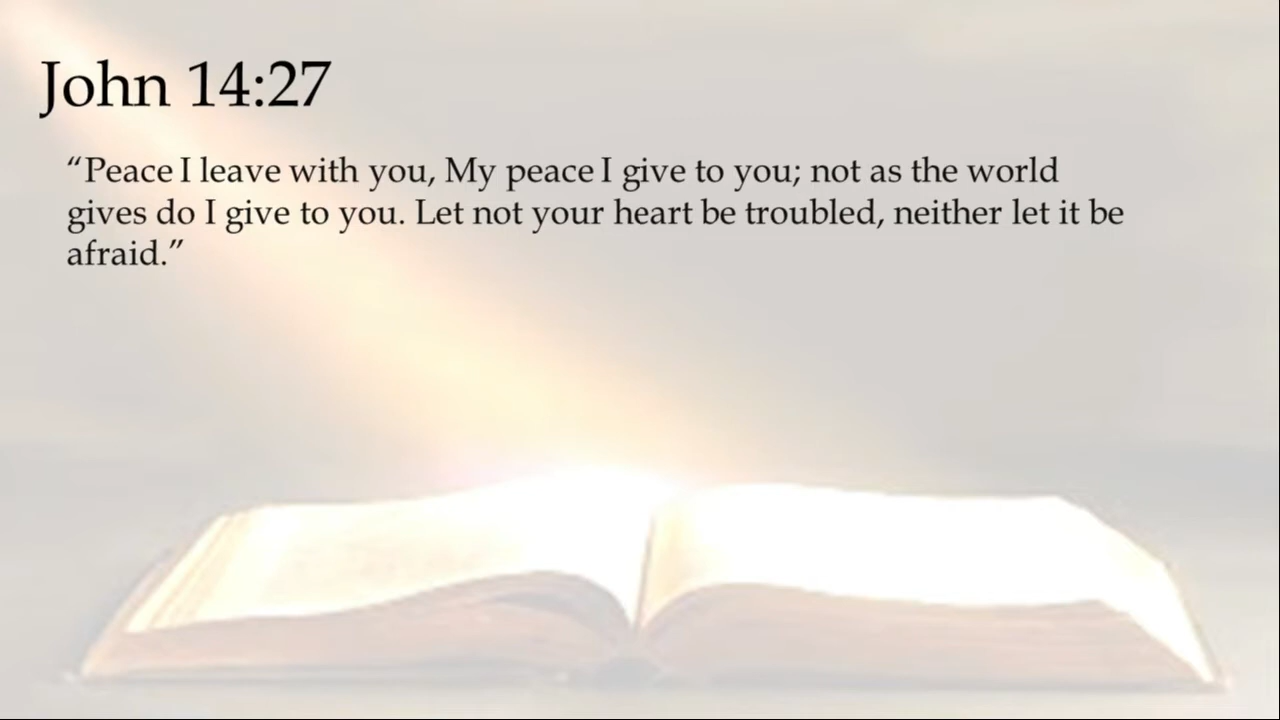 John 14:27
“Peace I leave with you, My peace I give to you; not as the world
gives do I give to you. Let not your heart be troubled, neither let it be
afraid.”